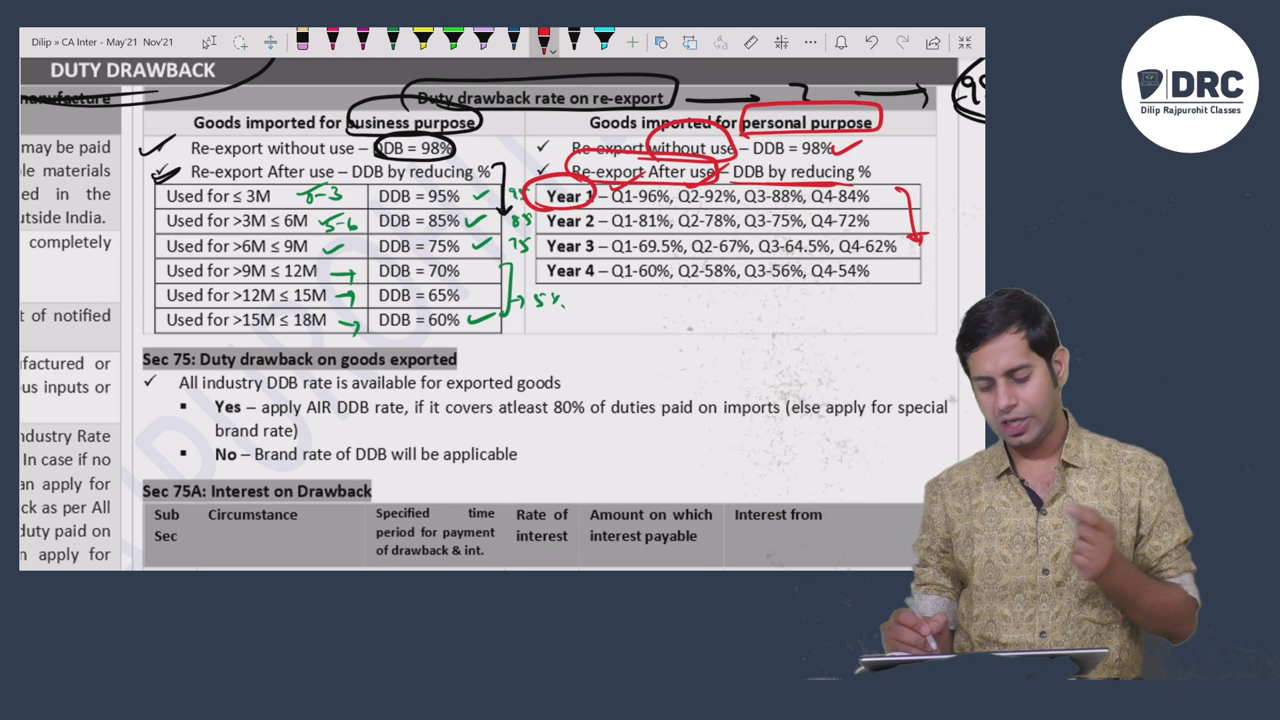 Dilip » CA Inter - May'21 Nov'21
DRC
Dilip Rajpurohit Classes
DUTY DRAWBACK
manufacture
may be paid
le materials
ed in the
utside India.
completely
t of notified
factured or
us inputs or
ndustry Rate
In case if no
an apply for
ck as per All
duty paid on
n apply for
Duty drawback rate on re-export
Goods imported for business purpose
Goods imported for personal purpose
Re-export without use – DDB = 98%
Re-export without use – DDB = 98%
Re-export After use – DDB by reducing %
Re-export After use – DDB by reducing %
Used for ≤ 3M DDB = 95%
Used for >3M ≤ 6M DDB = 85%
Used for >6M ≤ 9M DDB = 75%
Used for >9M ≤ 12M DDB = 70%
Used for >12M ≤ 15M DDB = 65%
Used for >15M ≤ 18M DDB = 60%
95
85
75
5%
Year 1 – Q1-96%, Q2-92%, Q3-88%, Q4-84%
Year 2 – Q1-81%, Q2-78%, Q3-75%, Q4-72%
Year 3 – Q1-69.5%, Q2-67%, Q3-64.5%, Q4-62%
Year 4 – Q1-60%, Q2-58%, Q3-56%, Q4-54%
Sec 75: Duty drawback on goods exported
All industry DDB rate is available for exported goods
Yes – apply AIR DDB rate, if it covers atleast 80% of duties paid on imports (else apply for special
brand rate)
No – Brand rate of DDB will be applicable
Sec 75A: Interest on Drawback
Sub
Sec
Circumstance
Specified time
period for payment
of drawback & int.
Rate of
interest
Amount on which
interest payable
Interest from